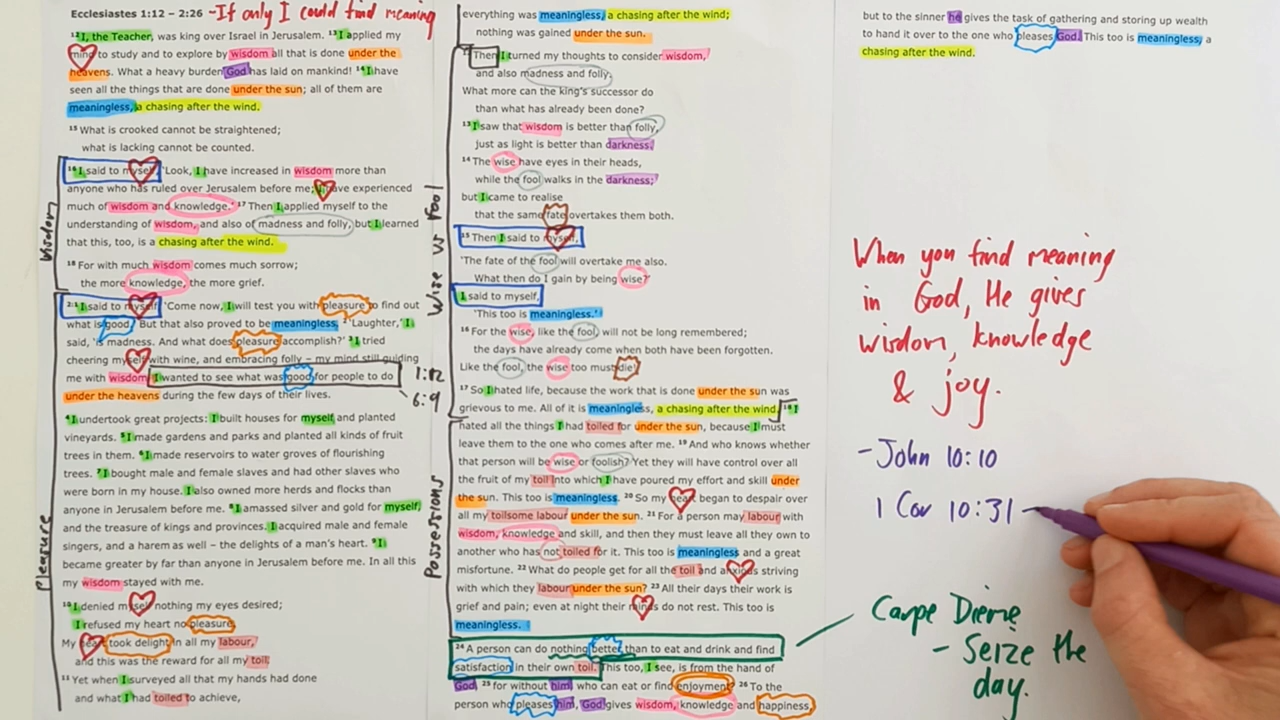 Ecclesiastes 1:12 – 2:26 - If only I could find meaning
¹²I, the Teacher, was king over Israel in Jerusalem. ¹³I applied my
mind to study and to explore by wisdom all that is done under the
heavens. What a heavy burden God has laid on mankind! ¹⁴I have
seen all the things that are done under the sun; all of them are
meaningless, a chasing after the wind.
¹⁵ What is crooked cannot be straightened;
what is lacking cannot be counted.
¹⁶ I said to myself, 'Look, I have increased in wisdom more than
anyone who has ruled over Jerusalem before me; I have experienced
much of wisdom and knowledge.' ¹⁷ Then I applied myself to the
understanding of wisdom, and also of madness and folly, but I learned
that this, too, is a chasing after the wind.
¹⁸ For with much wisdom comes much sorrow;
the more knowledge, the more grief.
Wisdom
2:1 I said to myself, 'Come now, I will test you with pleasure to find out
what is good.' But that also proved to be meaningless. ² 'Laughter,' I
said, 'is madness. And what does pleasure accomplish?' ³ I tried
cheering myself with wine, and embracing folly – my mind still guiding
me with wisdom. I wanted to see what was good for people to do
under the heavens during the few days of their lives.
1:12
6:9
⁴I undertook great projects: I built houses for myself and planted
vineyards. ⁵I made gardens and parks and planted all kinds of fruit
trees in them. ⁶I made reservoirs to water groves of flourishing
trees. ⁷I bought male and female slaves and had other slaves who
were born in my house. I also owned more herds and flocks than
anyone in Jerusalem before me. ⁸I amassed silver and gold for myself,
and the treasure of kings and provinces. I acquired male and female
singers, and a harem as well – the delights of a man's heart. ⁹I
became greater by far than anyone in Jerusalem before me. In all this
my wisdom stayed with me.
¹⁰ I denied myself nothing my eyes desired;
I refused my heart no pleasure.
My heart took delight in all my labour,
and this was the reward for all my toil.
¹¹ Yet when I surveyed all that my hands had done
and what I had toiled to achieve,
Pleasure
everything was meaningless, a chasing after the wind;
nothing was gained under the sun.
¹² Then I turned my thoughts to consider wisdom,
and also madness and folly.
What more can the king's successor do
than what has already been done?
¹³ I saw that wisdom is better than folly,
just as light is better than darkness.
¹⁴ The wise have eyes in their heads,
while the fool walks in the darkness;
but I came to realise
that the same fate overtakes them both.
¹⁵ Then I said to myself,
'The fate of the fool will overtake me also.
What then do I gain by being wise?'
I said to myself,
'This too is meaningless.'
¹⁶ For the wise, like the fool, will not be long remembered;
the days have already come when both have been forgotten.
Like the fool, the wise too must die!
Wise vs Fool
¹⁷ So I hated life, because the work that is done under the sun was
grievous to me. All of it is meaningless, a chasing after the wind. ¹⁸ I
hated all the things I had toiled for under the sun, because I must
leave them to the one who comes after me. ¹⁹ And who knows whether
that person will be wise or foolish? Yet they will have control over all
the fruit of my toil into which I have poured my effort and skill under
the sun. This too is meaningless. ²⁰ So my heart began to despair over
all my toilsome labour under the sun. ²¹ For a person may labour with
wisdom, knowledge and skill, and then they must leave all they own to
another who has not toiled for it. This too is meaningless and a great
misfortune. ²² What do people get for all the toil and anxious striving
with which they labour under the sun? ²³ All their days their work is
grief and pain; even at night their minds do not rest. This too is
meaningless.
Possessions
²⁴ A person can do nothing better than to eat and drink and find
satisfaction in their own toil. This too, I see, is from the hand of
God, ²⁵ for without him, who can eat or find enjoyment? ²⁶ To the
person who pleases him, God gives wisdom, knowledge and happiness,
but to the sinner he gives the task of gathering and storing up wealth
to hand it over to the one who pleases God. This too is meaningless, a
chasing after the wind.
When you find meaning
in God, He gives
wisdom, knowledge
& joy.
- John 10:10
1 Cor 10:31 -
Carpe Dieme
- Seize the
day.